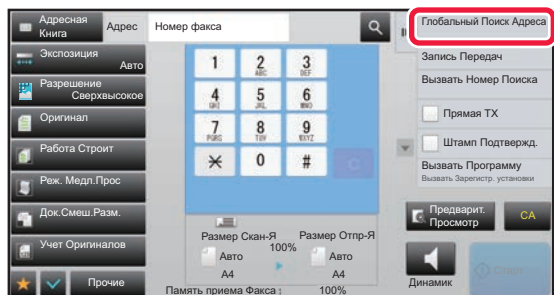 Адресная
Книга
Адрес
Номер факса
Экспозиция
Авто
Разрешение
Сверхвысокое
Оригинал
Работа Строит
Реж. Медл.Прос
Док.Смеш.Разм.
Учет Оригиналов
Прочие
1
2
ABC
3
DEF
4
GHI
5
JKL
6
MNO
7
PQRS
8
TUV
9
WXYZ
0
#
C
Размер Скан-Я
100%
Размер Отпр-Я
Авто
A4
Авто
A4
Память приема Факса :
100%
Глобальный Поиск Адреса
Запись Передач
Вызвать Номер Поиска
Прямая TX
Штамп Подтвержд.
Вызвать Программу
Вызвать Зарегистр. установки
Предварит.
Просмотр
CA
Динамик
Старт